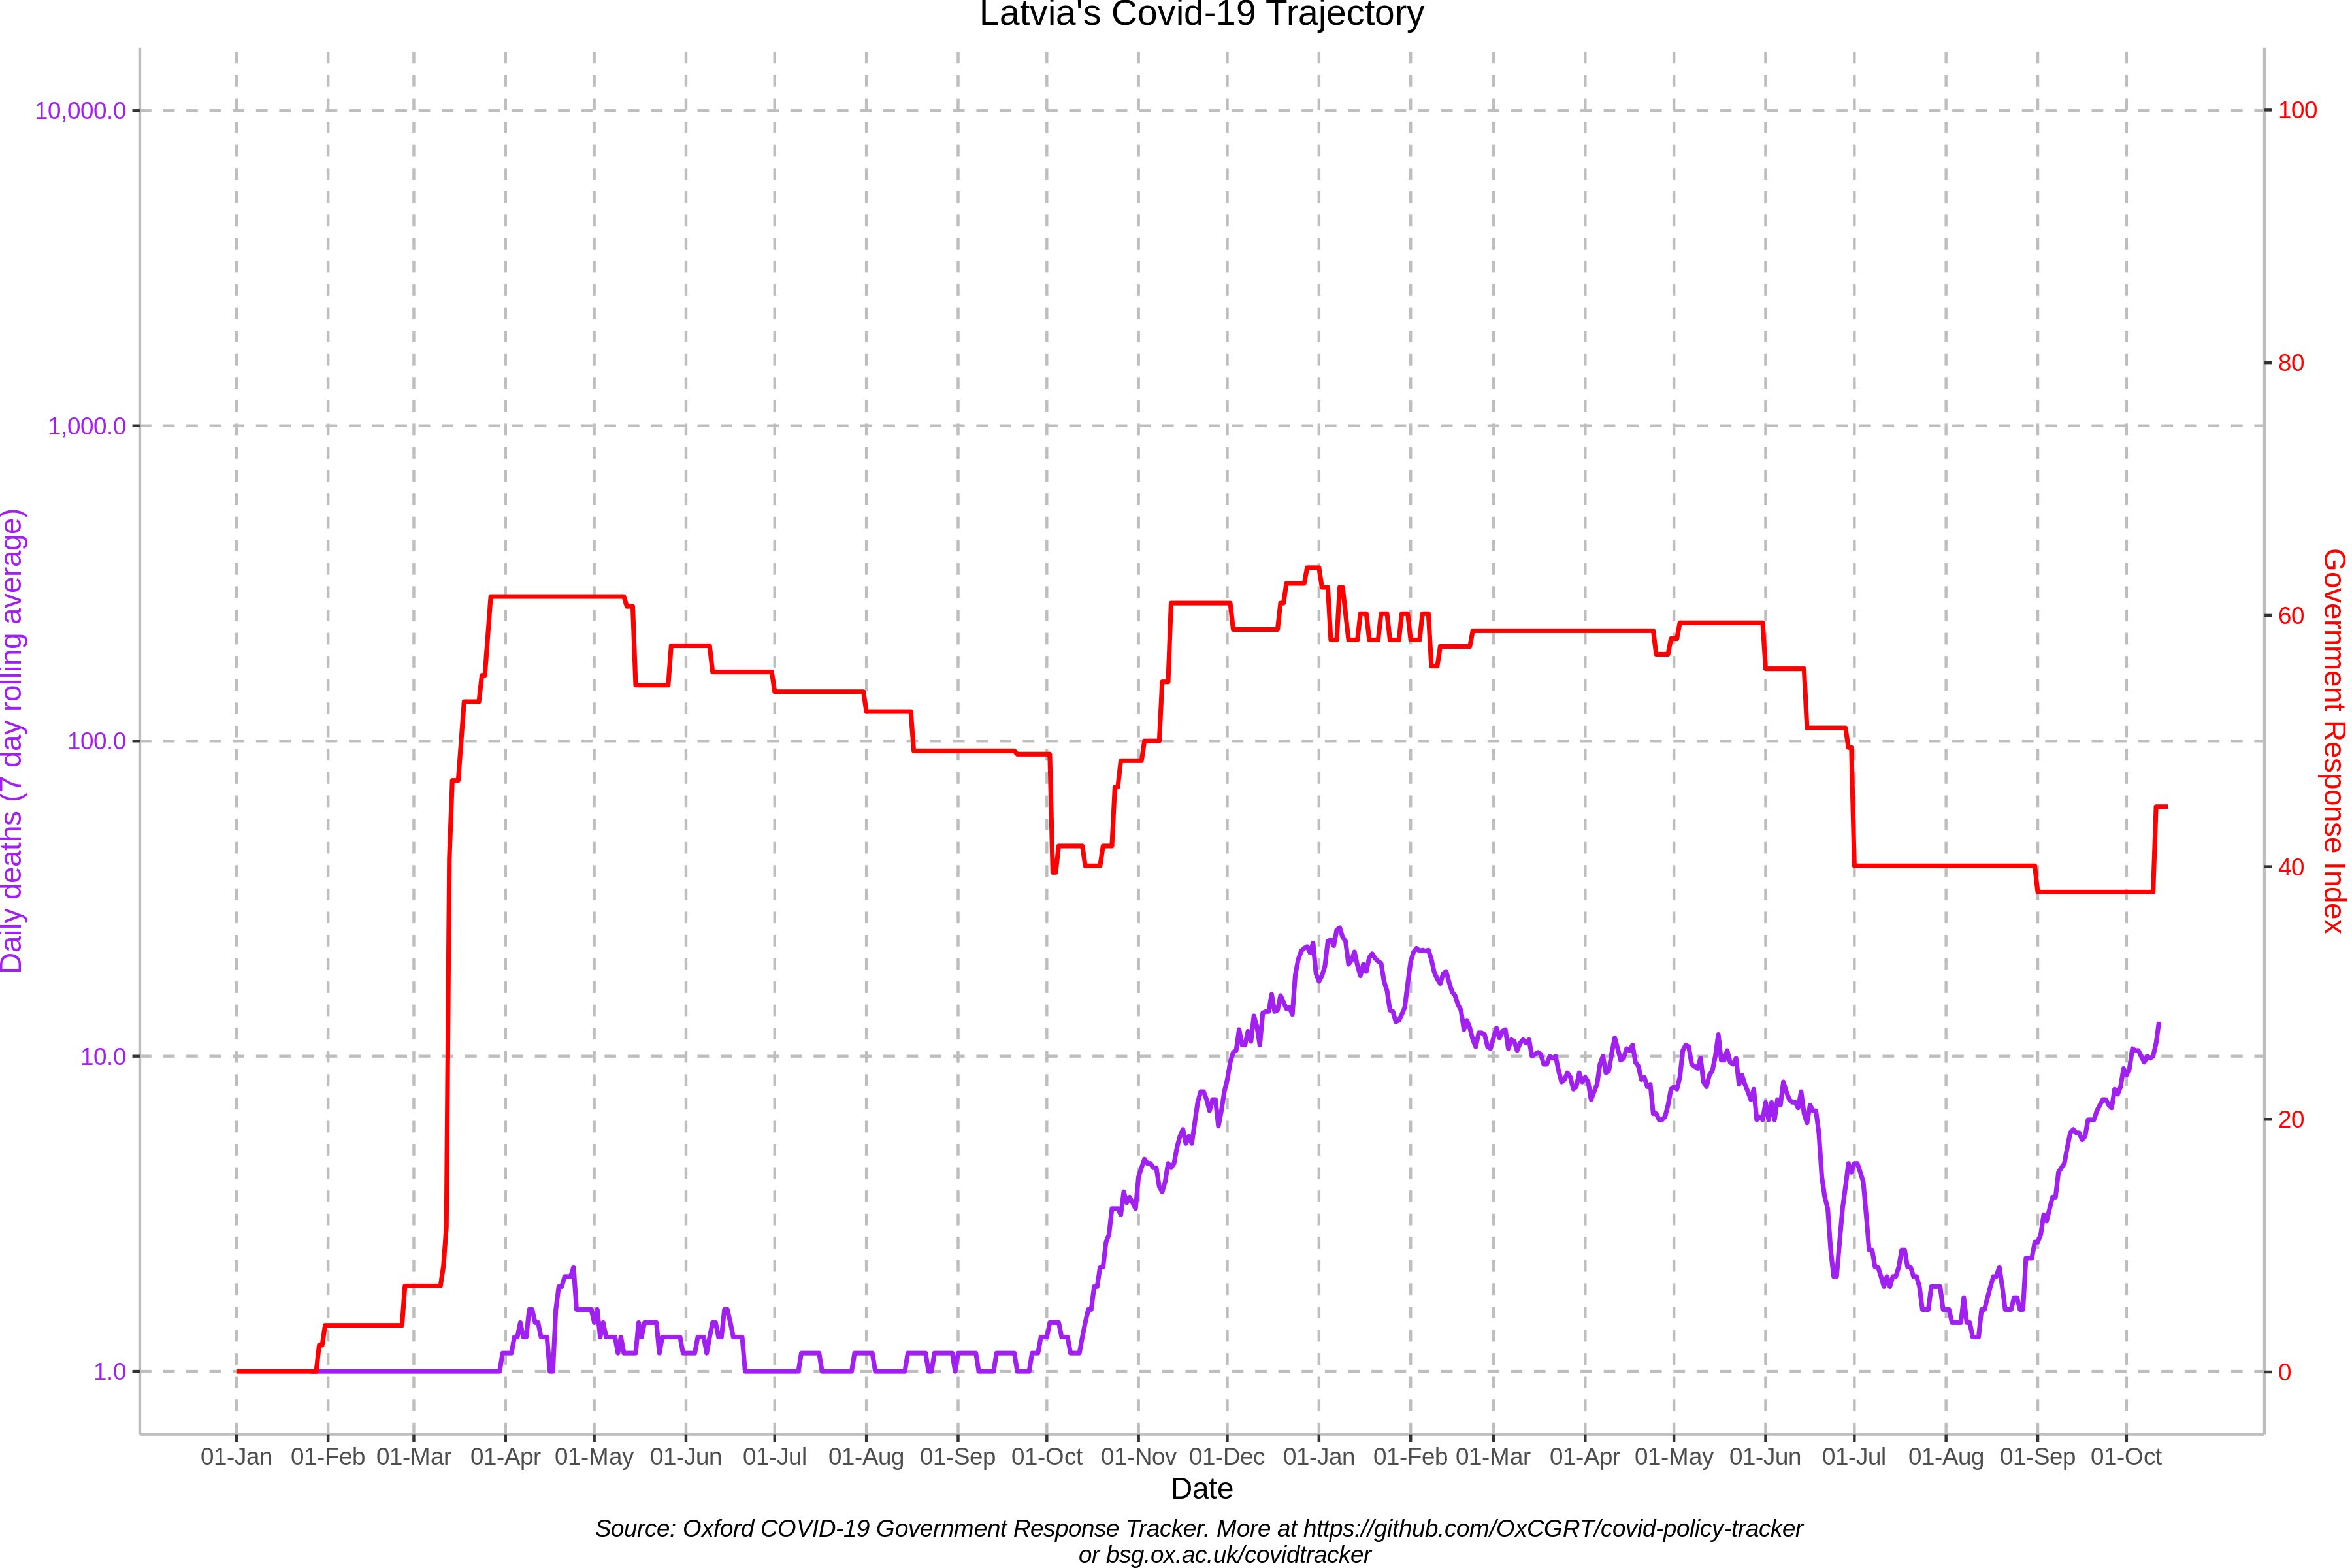 Latvia's Covid-19 Trajectory
10,000.0
1,000.0
100.0
10.0
1.0
Daily deaths (7 day rolling average)
100
80
60
40
20
0
Government Response Index
01-Jan 01-Feb 01-Mar 01-Apr 01-May 01-Jun 01-Jul 01-Aug 01-Sep 01-Oct 01-Nov 01-Dec 01-Jan 01-Feb 01-Mar 01-Apr 01-May 01-Jun 01-Jul 01-Aug 01-Sep 01-Oct
Date
Source: Oxford COVID-19 Government Response Tracker. More at https://github.com/OxCGRT/covid-policy-tracker
or bsg.ox.ac.uk/covidtracker